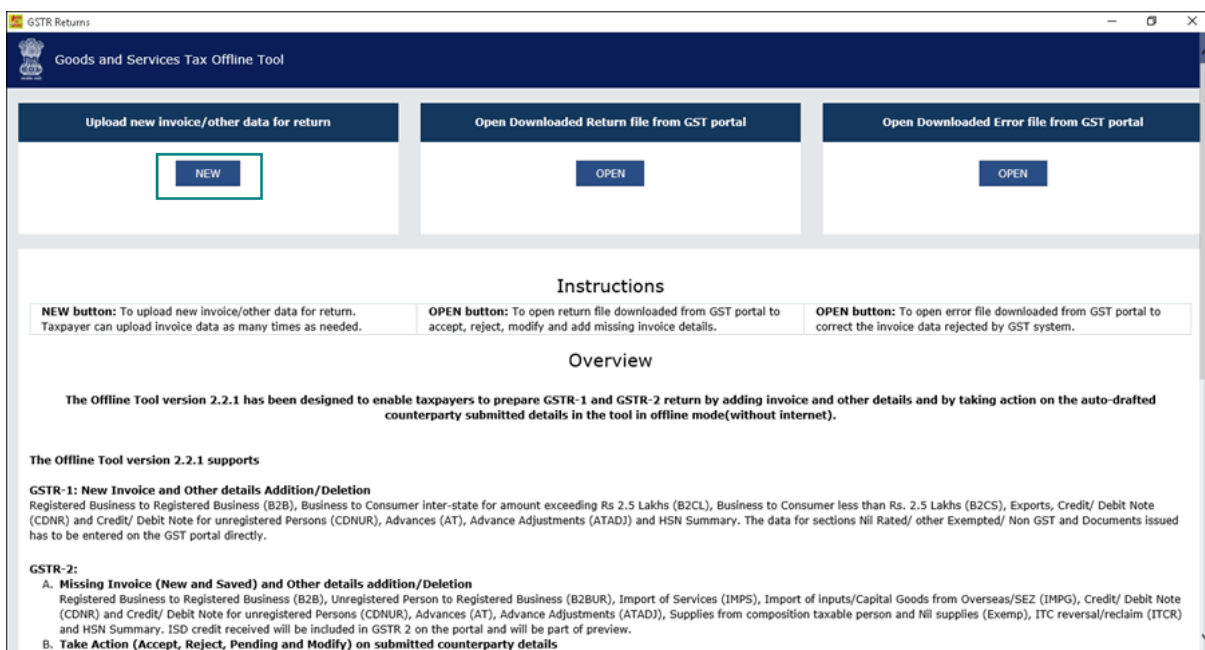 GSTR Returns
Goods and Services Tax Offline Tool
Upload new invoice/other data for return
Open Downloaded Return file from GST portal
Open Downloaded Error file from GST portal
NEW
OPEN
OPEN
Instructions
NEW button: To upload new invoice/other data for return.
Taxpayer can upload invoice data as many times as needed.
OPEN button: To open return file downloaded from GST portal to
accept, reject, modify and add missing invoice details.
OPEN button: To open error file downloaded from GST portal to
correct the invoice data rejected by GST system.
Overview
The Offline Tool version 2.2.1 has been designed to enable taxpayers to prepare GSTR-1 and GSTR-2 return by adding invoice and other details and by taking action on the auto-drafted
counterparty submitted details in the tool in offline mode(without internet).
The Offline Tool version 2.2.1 supports
GSTR-1: New Invoice and Other details Addition/Deletion
Registered Business to Registered Business (B2B), Business to Consumer inter-state for amount exceeding Rs 2.5 Lakhs (B2CL), Business to Consumer less than Rs. 2.5 Lakhs (B2CS), Exports, Credit/ Debit Note
(CDNR) and Credit/ Debit Note for unregistered Persons (CDNUR), Advances (AT), Advance Adjustments (ATADJ) and HSN Summary. The data for sections Nil Rated/ other Exempted/ Non GST and Documents issued
has to be entered on the GST portal directly.
GSTR-2:
A. Missing Invoice (New and Saved) and Other details addition/Deletion
Registered Business to Registered Business (B2B), Unregistered Person to Registered Business (B2BUR), Import of Services (IMPS), Import of inputs/Capital Goods from Overseas/SEZ (IMPG), Credit/ Debit Note
(CDNR) and Credit/ Debit Note for unregistered Persons (CDNUR), Advances (AT), Advance Adjustments (ATADJ), Supplies from composition taxable person and Nil supplies (Exemp), ITC reversal/reclaim (ITCR)
and HSN Summary. ISD credit received will be included in GSTR 2 on the portal and will be part of preview.
B. Take Action (Accept, Reject, Pending and Modify) on submitted counterparty details